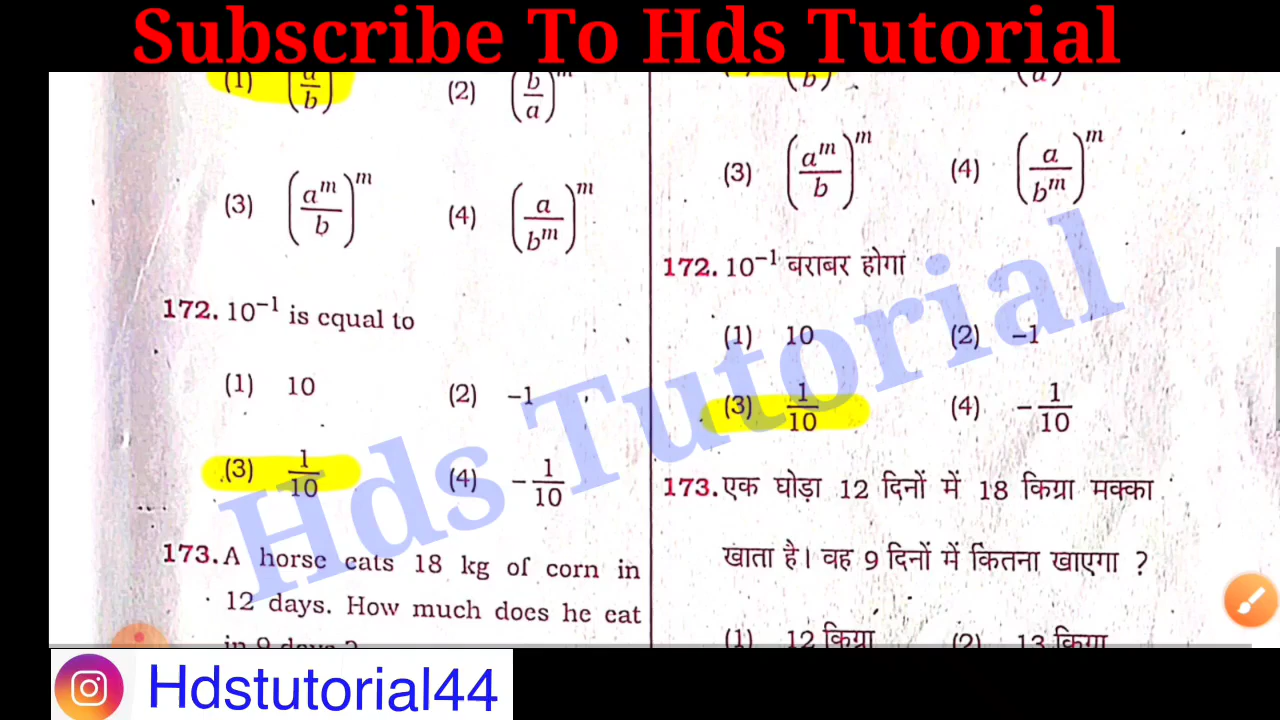 Subscribe To Hds Tutorial
(1) (a/b)
(2) (b/a)^m
(3) (a^m/b)^m
(4) (a/b^m)^m
172. 10^−1 is equal to
(1) 10
(2) −1
(3) 1/10
(4) −1/10
173. A horse eats 18 kg of corn in
12 days. How much does he eat
in 9 days ?
(3) (a^m/b)^m
(4) (a/b^m)^m
172. 10^−1 बराबर होगा
(1) 10
(2) −1
(3) 1/10
(4) −1/10
173. एक घोड़ा 12 दिनों में 18 किग्रा मक्का
खाता है। वह 9 दिनों में कितना खाएगा ?
(1) 12 किग्रा
(2) 13 किग्रा
Hds Tutorial
Hdstutorial44